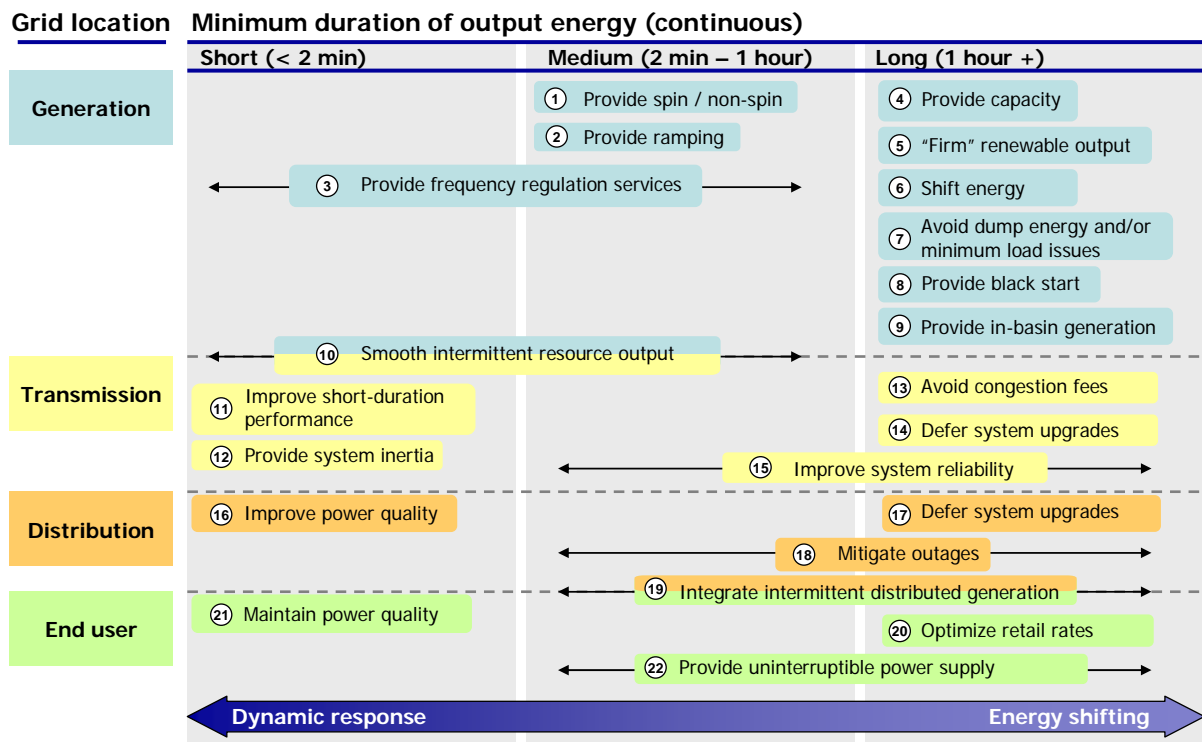 Grid location
Minimum duration of output energy (continuous)
Short (< 2 min)
Medium (2 min – 1 hour)
Long (1 hour +)
Generation
1 Provide spin / non-spin
4 Provide capacity
2 Provide ramping
5 “Firm” renewable output
3 Provide frequency regulation services
6 Shift energy
7 Avoid dump energy and/or
minimum load issues
8 Provide black start
9 Provide in-basin generation
10 Smooth intermittent resource output
Transmission
11 Improve short-duration
performance
13 Avoid congestion fees
14 Defer system upgrades
12 Provide system inertia
15 Improve system reliability
Distribution
16 Improve power quality
17 Defer system upgrades
18 Mitigate outages
19 Integrate intermittent distributed generation
End user
21 Maintain power quality
20 Optimize retail rates
22 Provide uninterruptible power supply
Dynamic response
Energy shifting